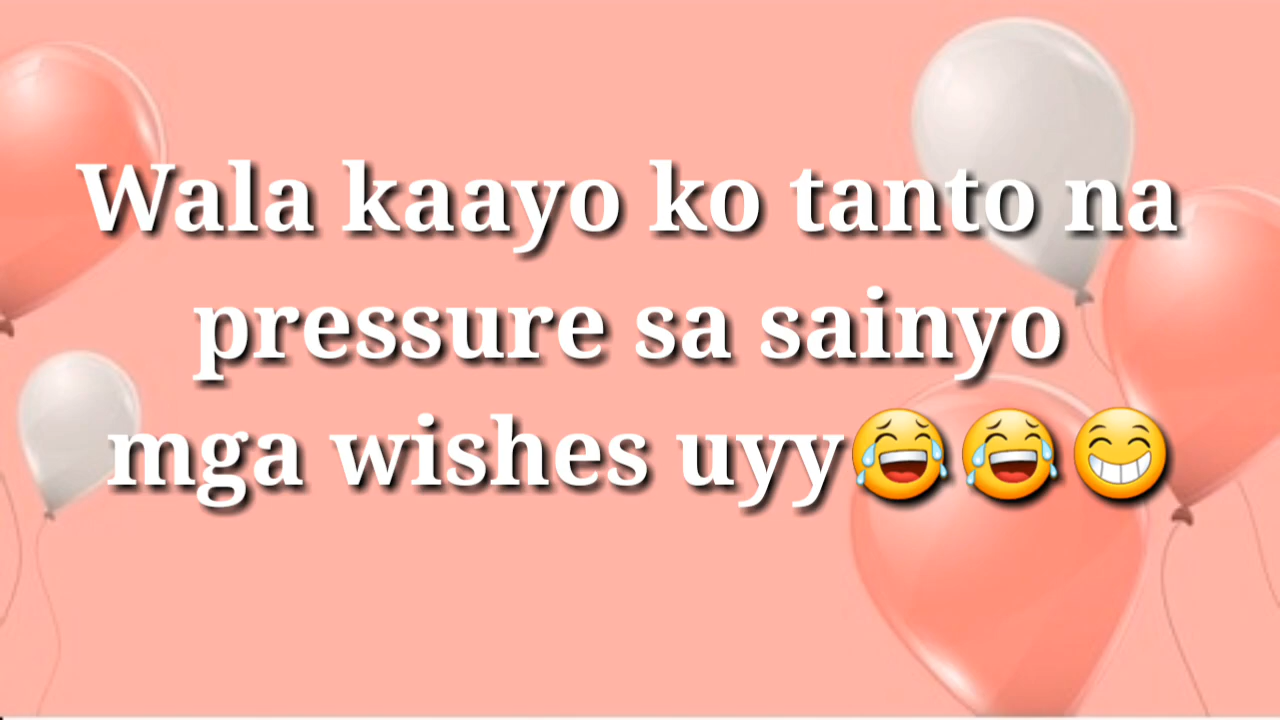 Wala kaayo ko tanto na
pressure sa sainyo
mga wishes uyy😂😂😁